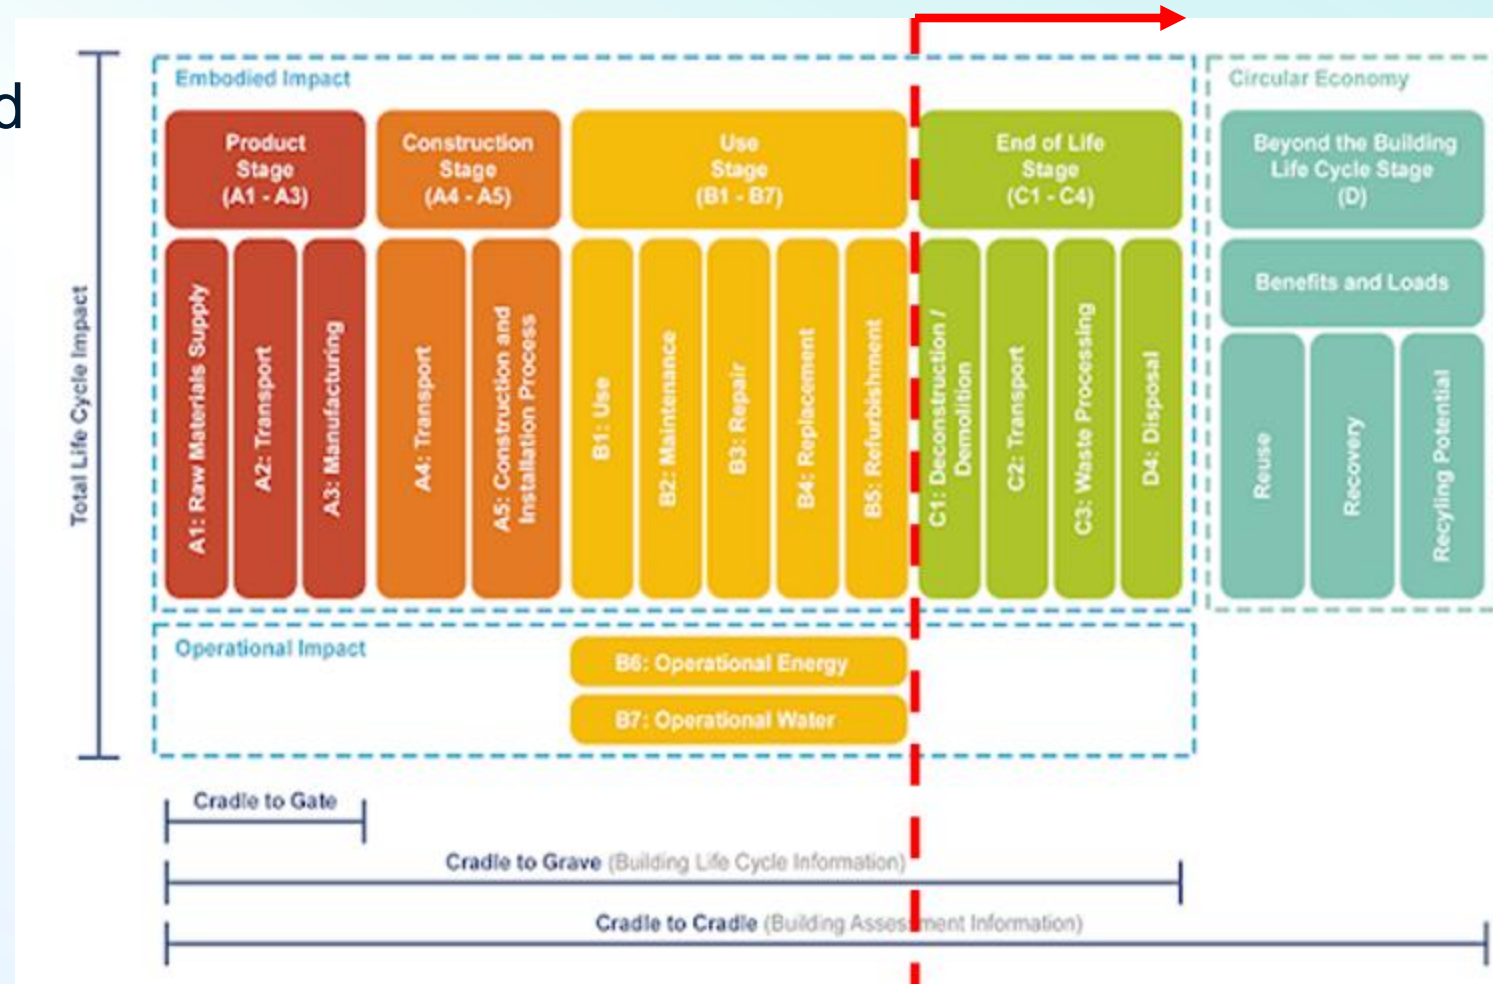 d
Embodied Impact
Circular Economy
Product
Stage
(A1 - A3)
Construction
Stage
(A4 - A5)
Use
Stage
(B1 - B7)
End of Life
Stage
(C1 - C4)
Beyond the Building
Life Cycle Stage
(D)
Benefits and Loads
Total Life Cycle Impact
A1: Raw Materials Supply
A2: Transport
A3: Manufacturing
A4: Transport
A5: Construction and
Installation Process
B1: Use
B2: Maintenance
B3: Repair
B4: Replacement
B5: Refurbishment
C1: Deconstruction /
Demolition
C2: Transport
C3: Waste Processing
D4: Disposal
Reuse
Recovery
Recyling Potential
Operational Impact
B6: Operational Energy
B7: Operational Water
Cradle to Gate
Cradle to Grave (Building Life Cycle Information)
Cradle to Cradle (Building Assessment Information)